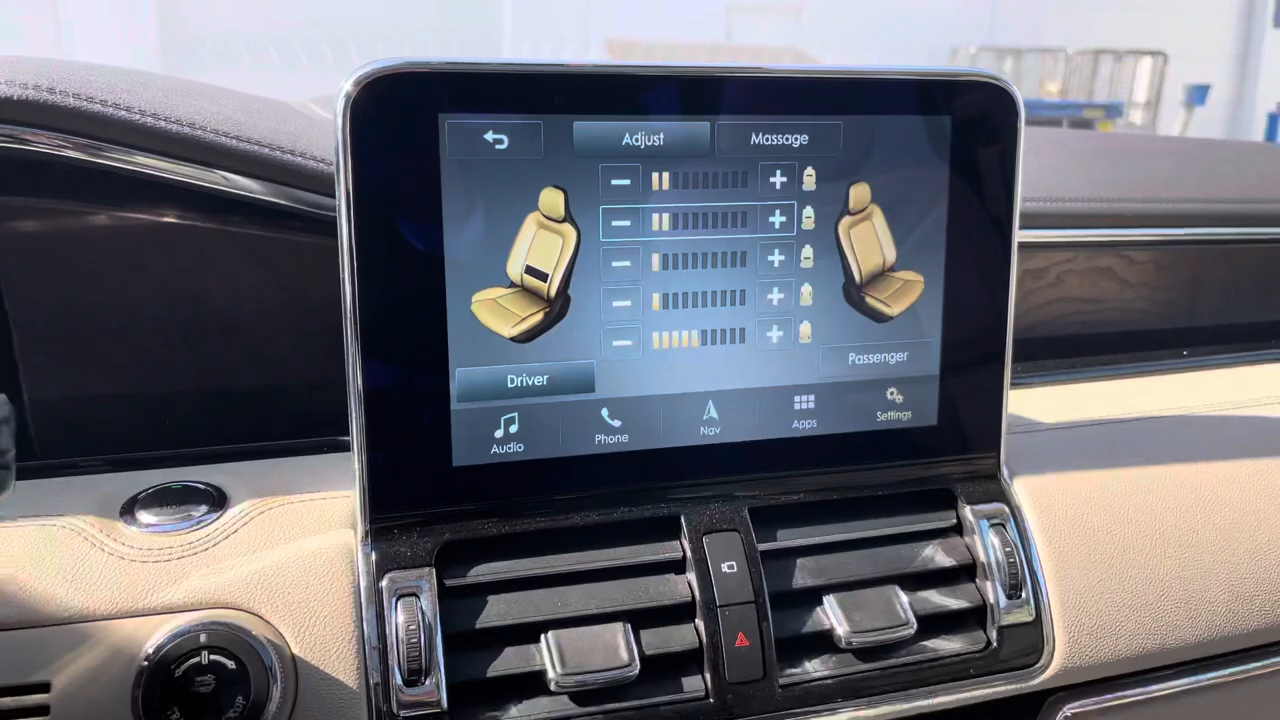 Adjust
Massage
Driver
Passenger
Audio
Phone
Nav
Apps
Settings